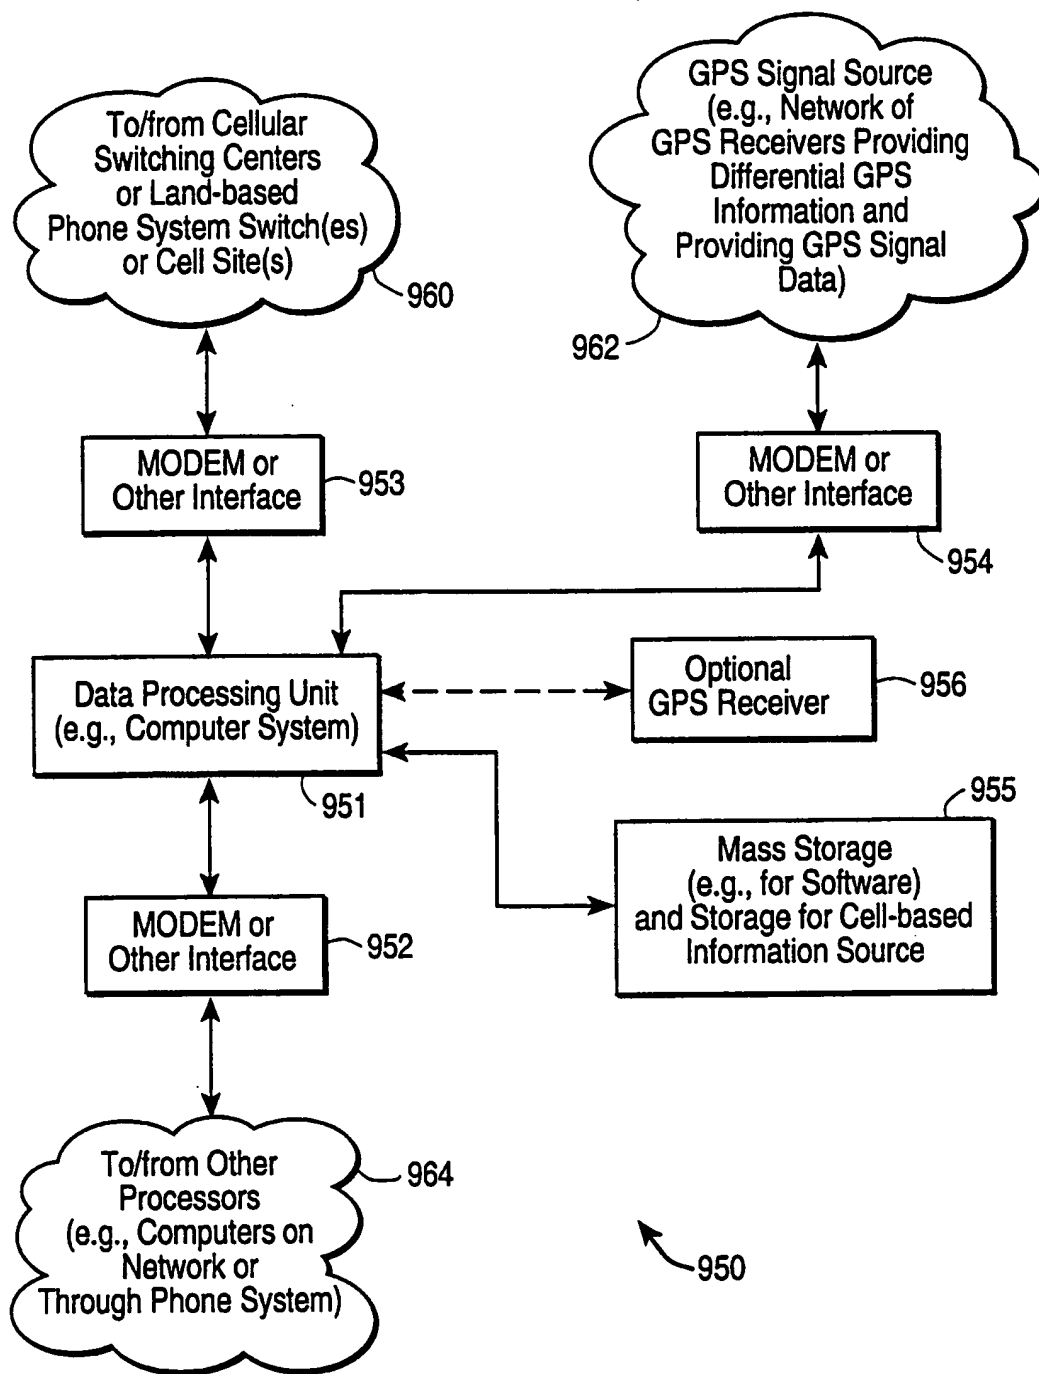 To/from Cellular
Switching Centers
or Land-based
Phone System Switch(es)
or Cell Site(s)
960
GPS Signal Source
(e.g., Network of
GPS Receivers Providing
Differential GPS
Information and
Providing GPS Signal
Data)
962
MODEM or
Other Interface
953
MODEM or
Other Interface
954
Data Processing Unit
(e.g., Computer System)
951
Optional
GPS Receiver
956
955
Mass Storage
(e.g., for Software)
and Storage for Cell-based
Information Source
MODEM or
Other Interface
952
To/from Other
Processors
(e.g., Computers on
Network or
Through Phone System)
964
950